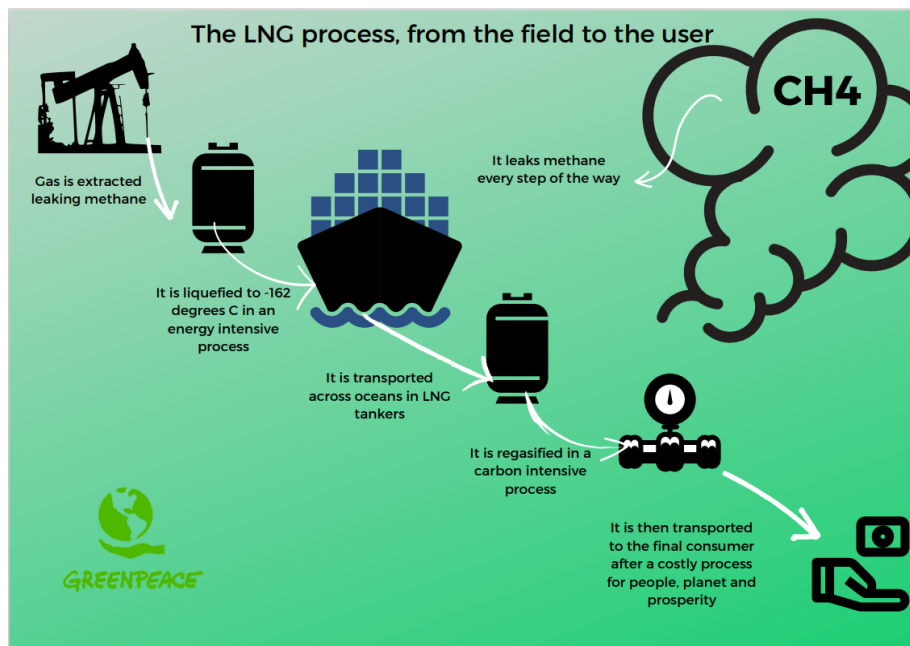 The LNG process, from the field to the user
CH4
Gas is extracted
leaking methane
It leaks methane
every step of the way
It is liquefied to -162
degrees C in an
energy intensive
process
It is transported
across oceans in LNG
tankers
It is regasified in a
carbon intensive
process
It is then transported
to the final consumer
after a costly process
for people, planet and
prosperity
GREENPEACE